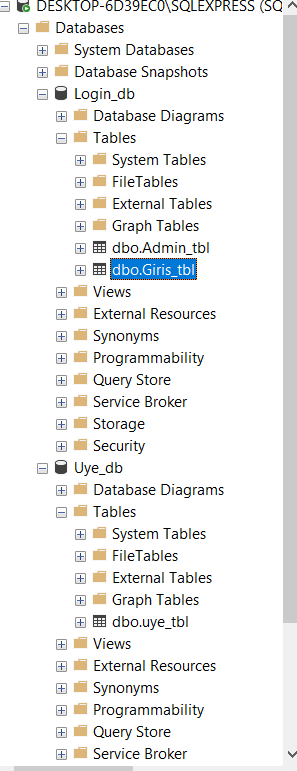 DESKTOP-6D39EC0\SQLEXPRESS (SQ
Databases
System Databases
Database Snapshots
Login_db
Database Diagrams
Tables
System Tables
FileTables
External Tables
Graph Tables
dbo.Admin_tbl
dbo.Giris_tbl
Views
External Resources
Synonyms
Programmability
Query Store
Service Broker
Storage
Security
Uye_db
Database Diagrams
Tables
System Tables
FileTables
External Tables
Graph Tables
dbo.uye_tbl
Views
External Resources
Synonyms
Programmability
Query Store
Service Broker